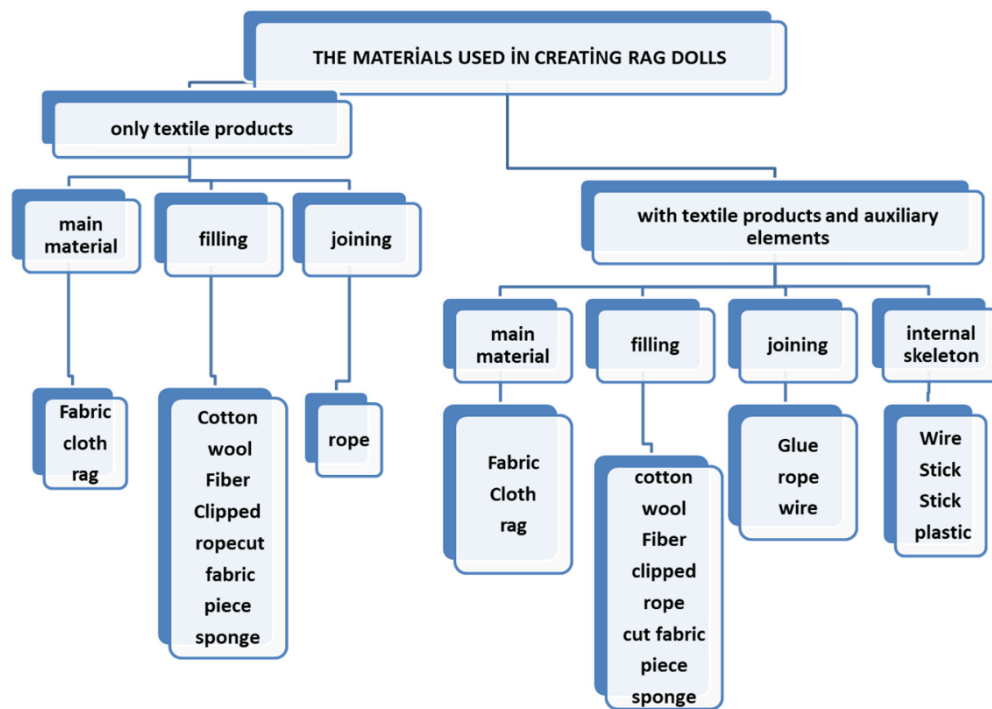 THE MATERİALS USED İN CREATİNG RAG DOLLS
only textile products
main
material
filling
joining
Fabric
cloth
rag
Cotton
wool
Fiber
Clipped
ropecut
fabric
piece
sponge
rope
with textile products and auxiliary
elements
main
material
filling
joining
internal
skeleton
Fabric
Cloth
rag
cotton
wool
Fiber
clipped
rope
cut fabric
piece
sponge
Glue
rope
wire
Wire
Stick
Stick
plastic